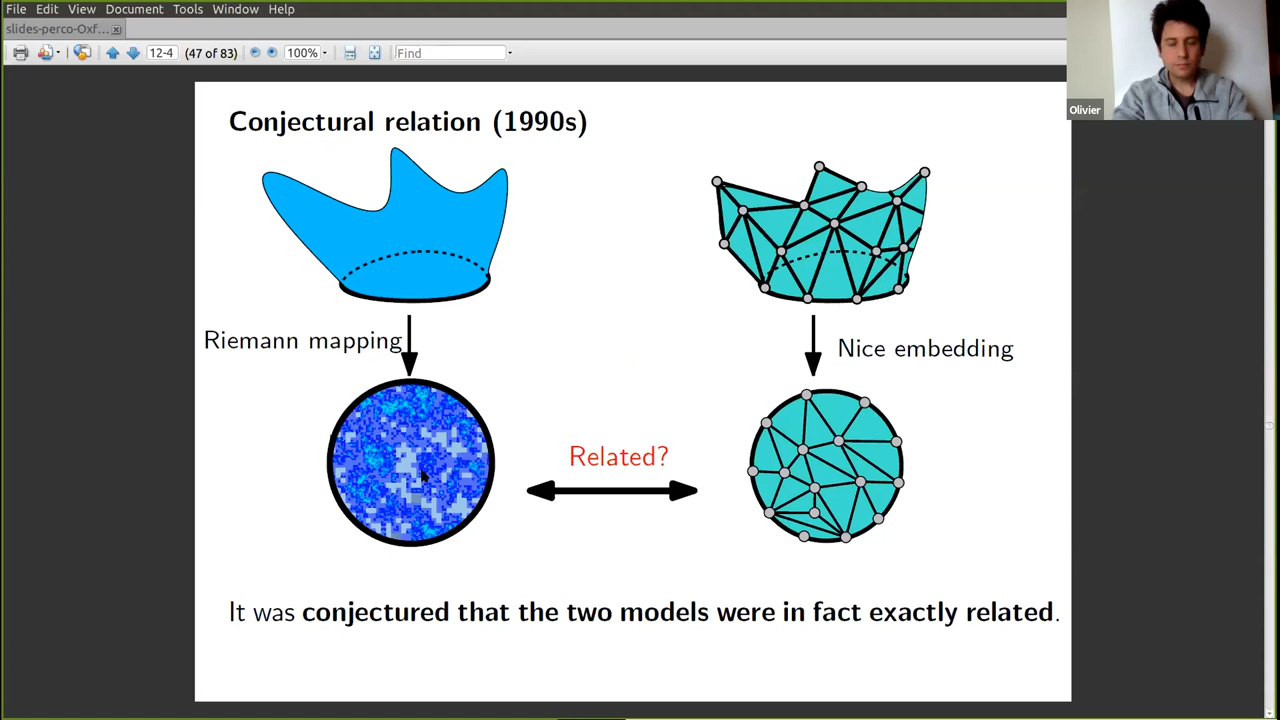 File Edit View Document Tools Window Help
slides-perco-Oxf...
12-4 (47 of 83) 100% Find
Olivier
Conjectural relation (1990s)
Riemann mapping
Nice embedding
Related?
It was conjectured that the two models were in fact exactly related.